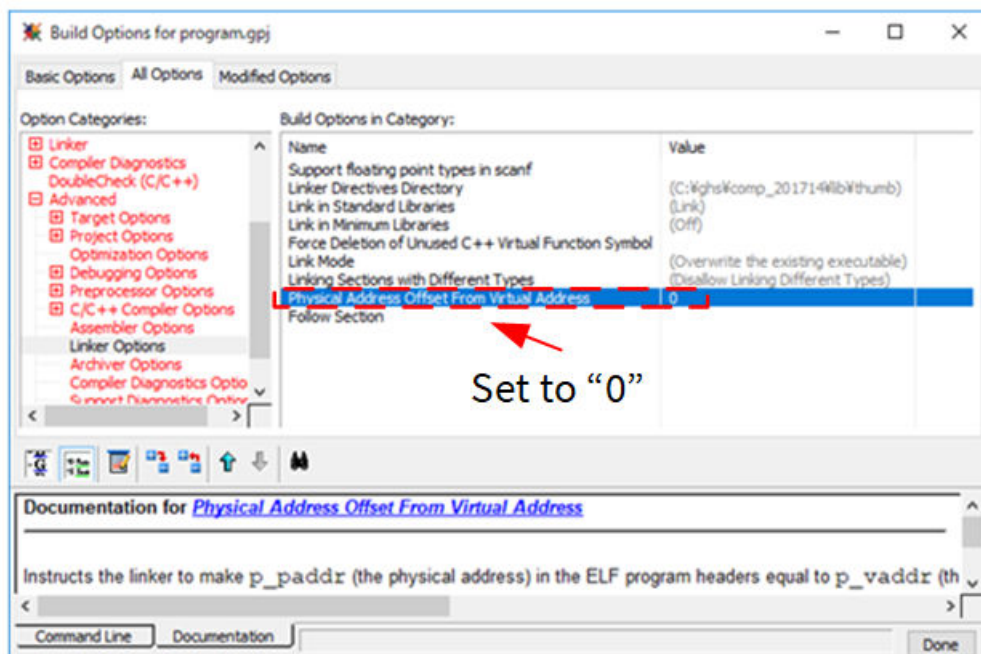 Build Options for program.gpj
Basic Options All Options Modified Options
Option Categories: Build Options in Category:
Linker
Compiler Diagnostics
DoubleCheck (C/C++)
Advanced
Target Options
Project Options
Optimization Options
Debugging Options
Preprocessor Options
C/C++ Compiler Options
Assembler Options
Linker Options
Archiver Options
Compiler Diagnostics Optio
Support Diagnostics Option
Name Value
Support floating point types in scanf
Linker Directives Directory (C:¥ghs¥comp_201714¥lib¥thumb)
Link in Standard Libraries (Link)
Link in Minimum Libraries (Off)
Force Deletion of Unused C++ Virtual Function Symbol
Link Mode (Overwrite the existing executable)
Linking Sections with Different Types (Disallow Linking Different Types)
Physical Address Offset From Virtual Address 0
Follow Section
Set to “0”
Documentation for Physical Address Offset From Virtual Address
Instructs the linker to make p_paddr (the physical address) in the ELF program headers equal to p_vaddr (th
Command Line Documentation
Done